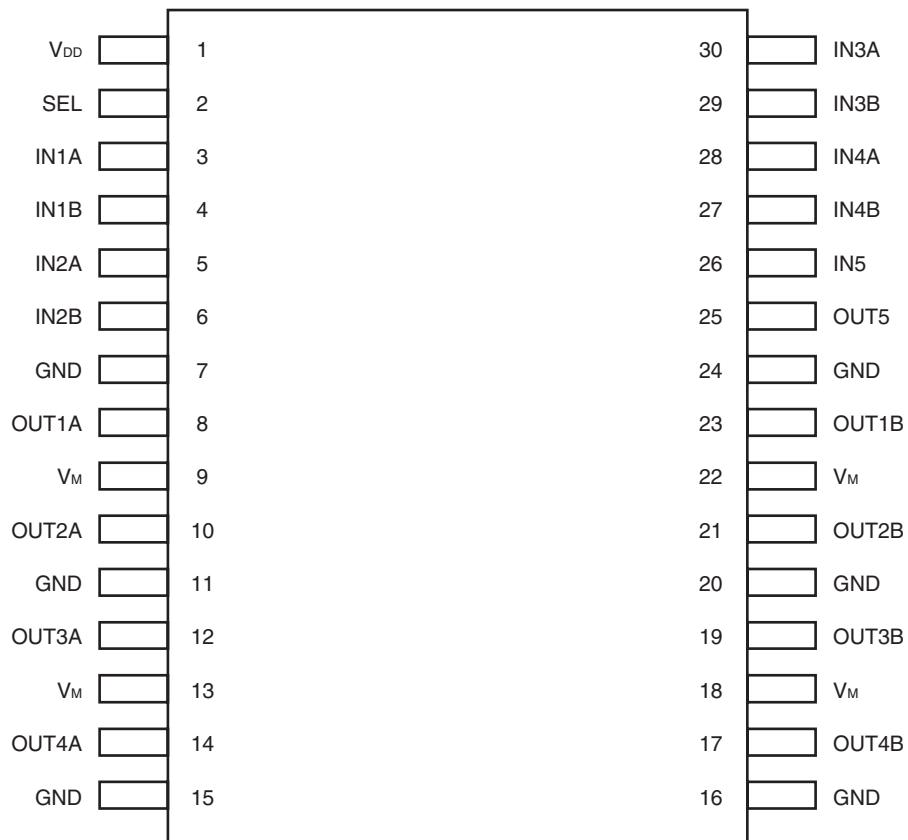 VDD 1 30 IN3A
SEL 2 29 IN3B
IN1A 3 28 IN4A
IN1B 4 27 IN4B
IN2A 5 26 IN5
IN2B 6 25 OUT5
GND 7 24 GND
OUT1A 8 23 OUT1B
VM 9 22 VM
OUT2A 10 21 OUT2B
GND 11 20 GND
OUT3A 12 19 OUT3B
VM 13 18 VM
OUT4A 14 17 OUT4B
GND 15 16 GND